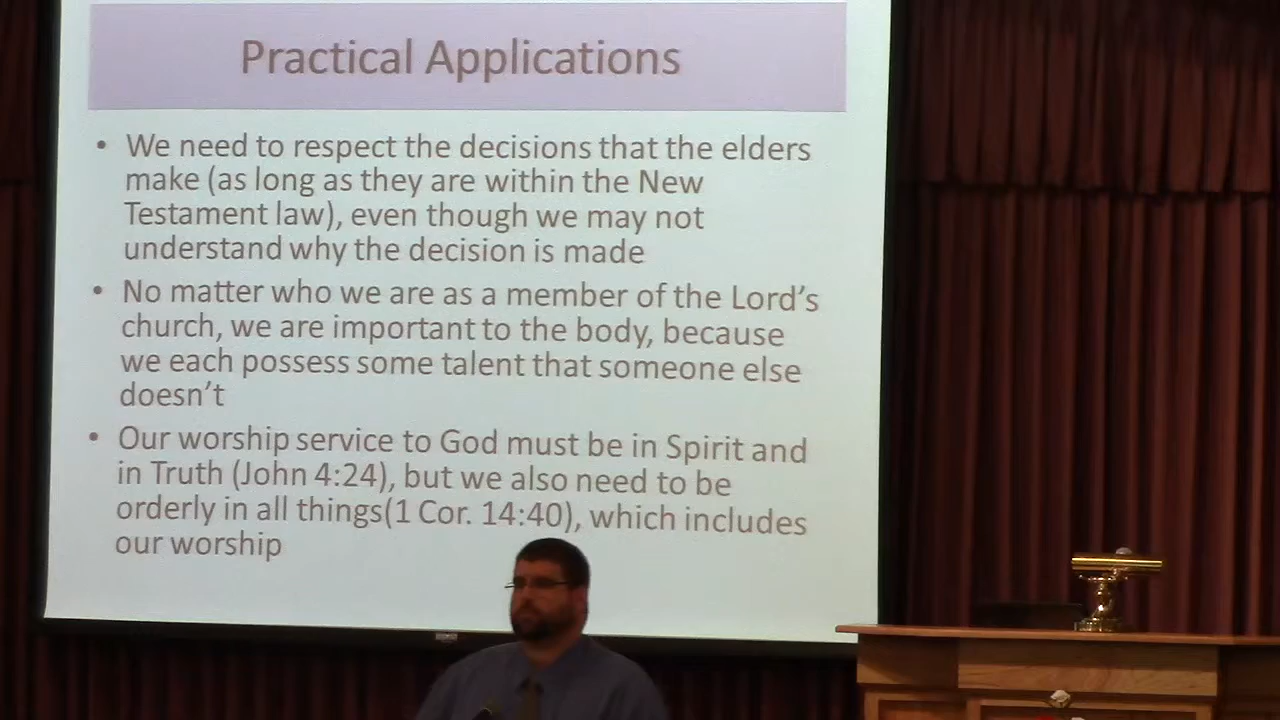 Practical Applications
• We need to respect the decisions that the elders
make (as long as they are within the New
Testament law), even though we may not
understand why the decision is made
• No matter who we are as a member of the Lord's
church, we are important to the body, because
we each possess some talent that someone else
doesn't
• Our worship service to God must be in Spirit and
in Truth (John 4:24), but we also need to be
orderly in all things(1 Cor. 14:40), which includes
our worship